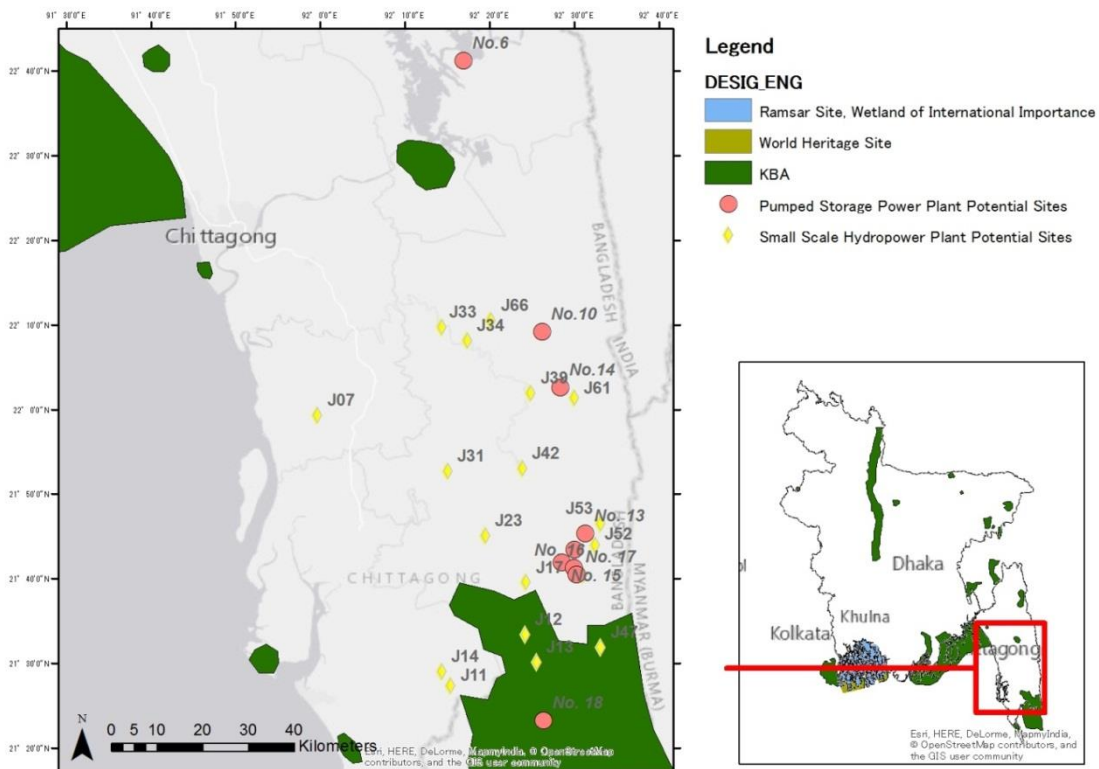 91° 30'0"E 91° 40'0"E 91° 50'0"E 92° 0'0"E 92° 10'0"E 92° 20'0"E 92° 30'0"E 92° 40'0"E
22° 40'0"N
22° 30'0"N
22° 20'0"N
22° 10'0"N
22° 0'0"N
21° 50'0"N
21° 40'0"N
21° 30'0"N
21° 20'0"N
No.6
Chittagong
BANGLADESH
INDIA
J33
J66
J34
No.10
No.14
J39
J61
J07
J31
J42
J53
No. 13
J23
J52
No. 16
No. 17
J17
No. 15
CHITTAGONG
BANGLADESH
MYANMAR (BURMA)
J12
J47
J13
J14
J11
No. 18
N
0 5 10 20 30 40
Kilometers
Esri, HERE, DeLorme, MapmyIndia, © OpenStreetMap
contributors, and the GIS user community
Legend
DESIG_ENG
Ramsar Site, Wetland of International Importance
World Heritage Site
KBA
Pumped Storage Power Plant Potential Sites
Small Scale Hydropower Plant Potential Sites
Dhaka
Khulna
Kolkata
ttagong
Esri, HERE, DeLorme, MapmyIndia,
© OpenStreetMap contributors, and
the GIS user community